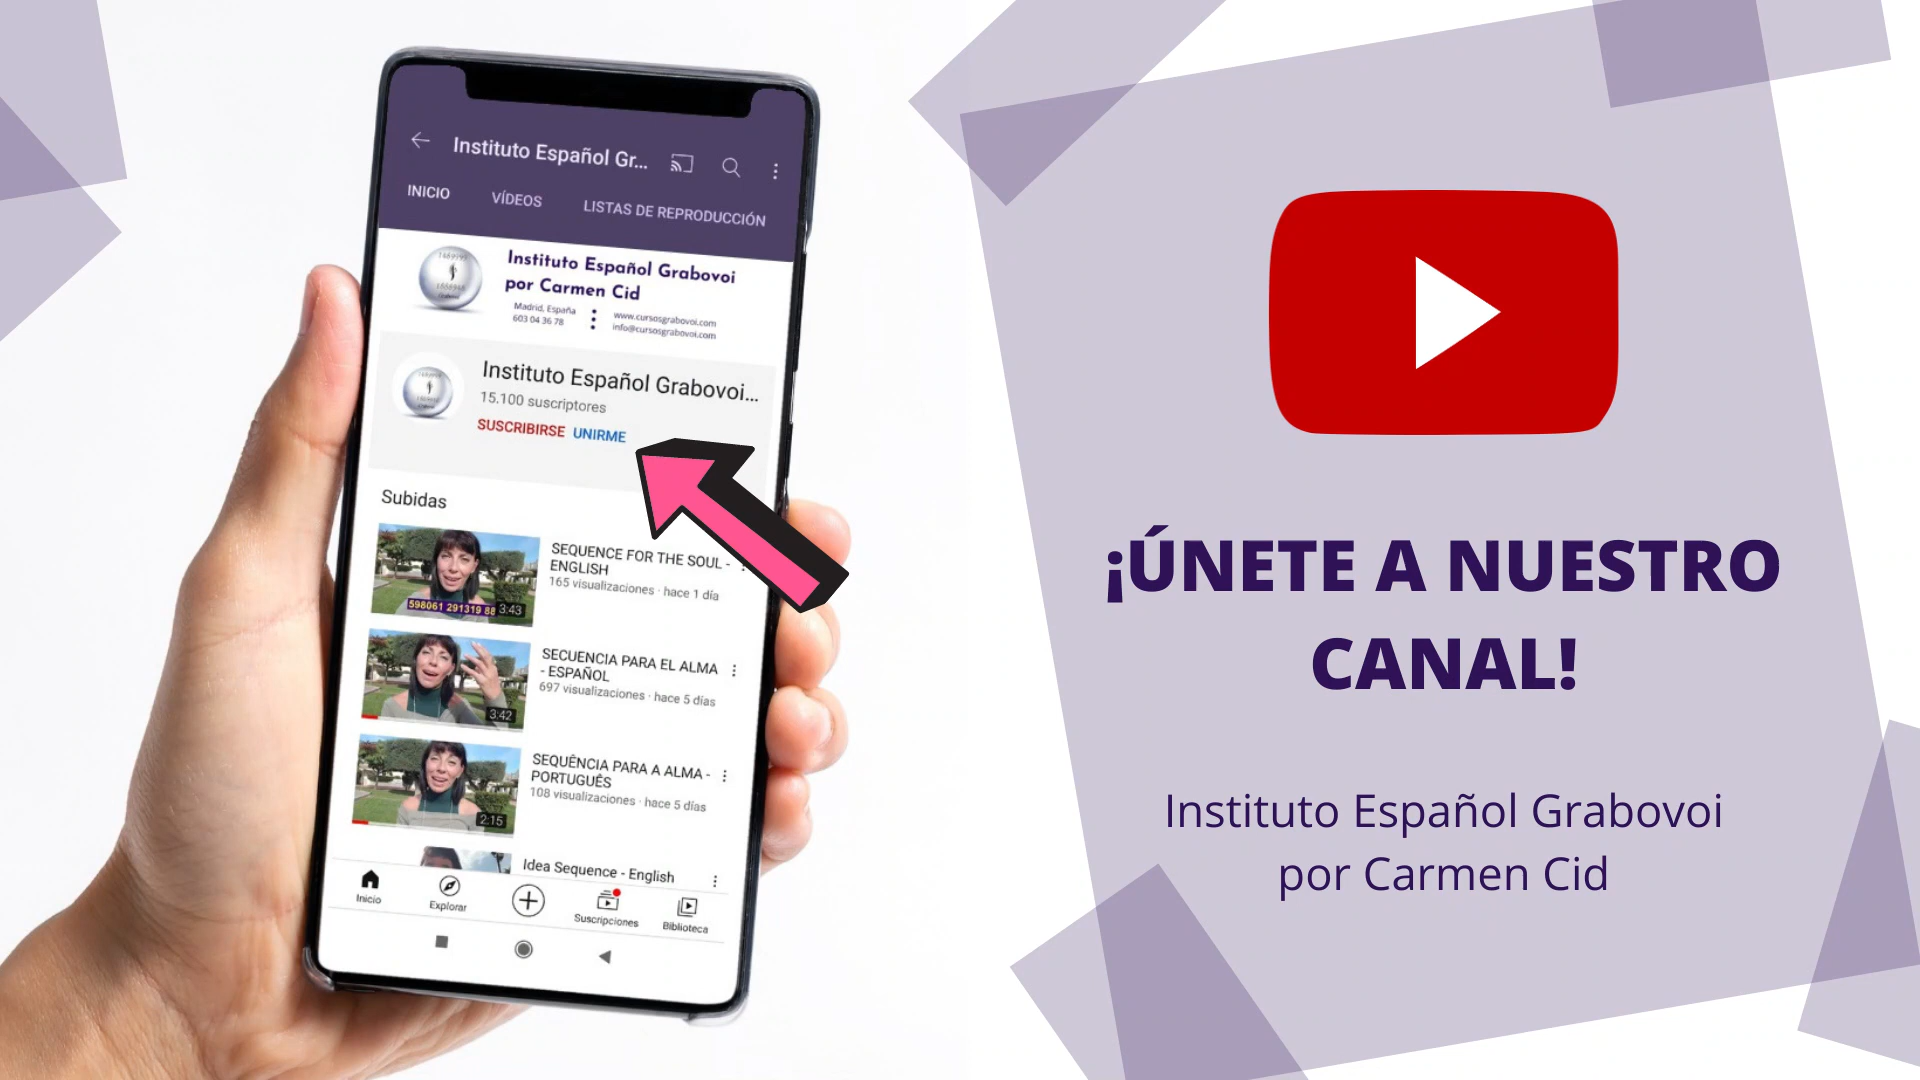 Instituto Español Gr...
INICIO VÍDEOS LISTAS DE REPRODUCCIÓN
Instituto Español Grabovoi
por Carmen Cid
Madrid, España
603 04 36 78
www.cursosgrabovoi.com
info@cursosgrabovoi.com
Instituto Español Grabovoi...
15.100 suscriptores
SUSCRIBIRSE UNIRME
Subidas
SEQUENCE FOR THE SOUL -
ENGLISH
165 visualizaciones · hace 1 día
598061 291319 88
3:43
SECUENCIA PARA EL ALMA
- ESPAÑOL
697 visualizaciones · hace 5 días
3:42
SEQUÊNCIA PARA A ALMA -
PORTUGUÊS
108 visualizaciones · hace 5 días
2:15
Idea Sequence - English
Inicio Explorar Suscripciones Biblioteca
¡ÚNETE A NUESTRO
CANAL!
Instituto Español Grabovoi
por Carmen Cid